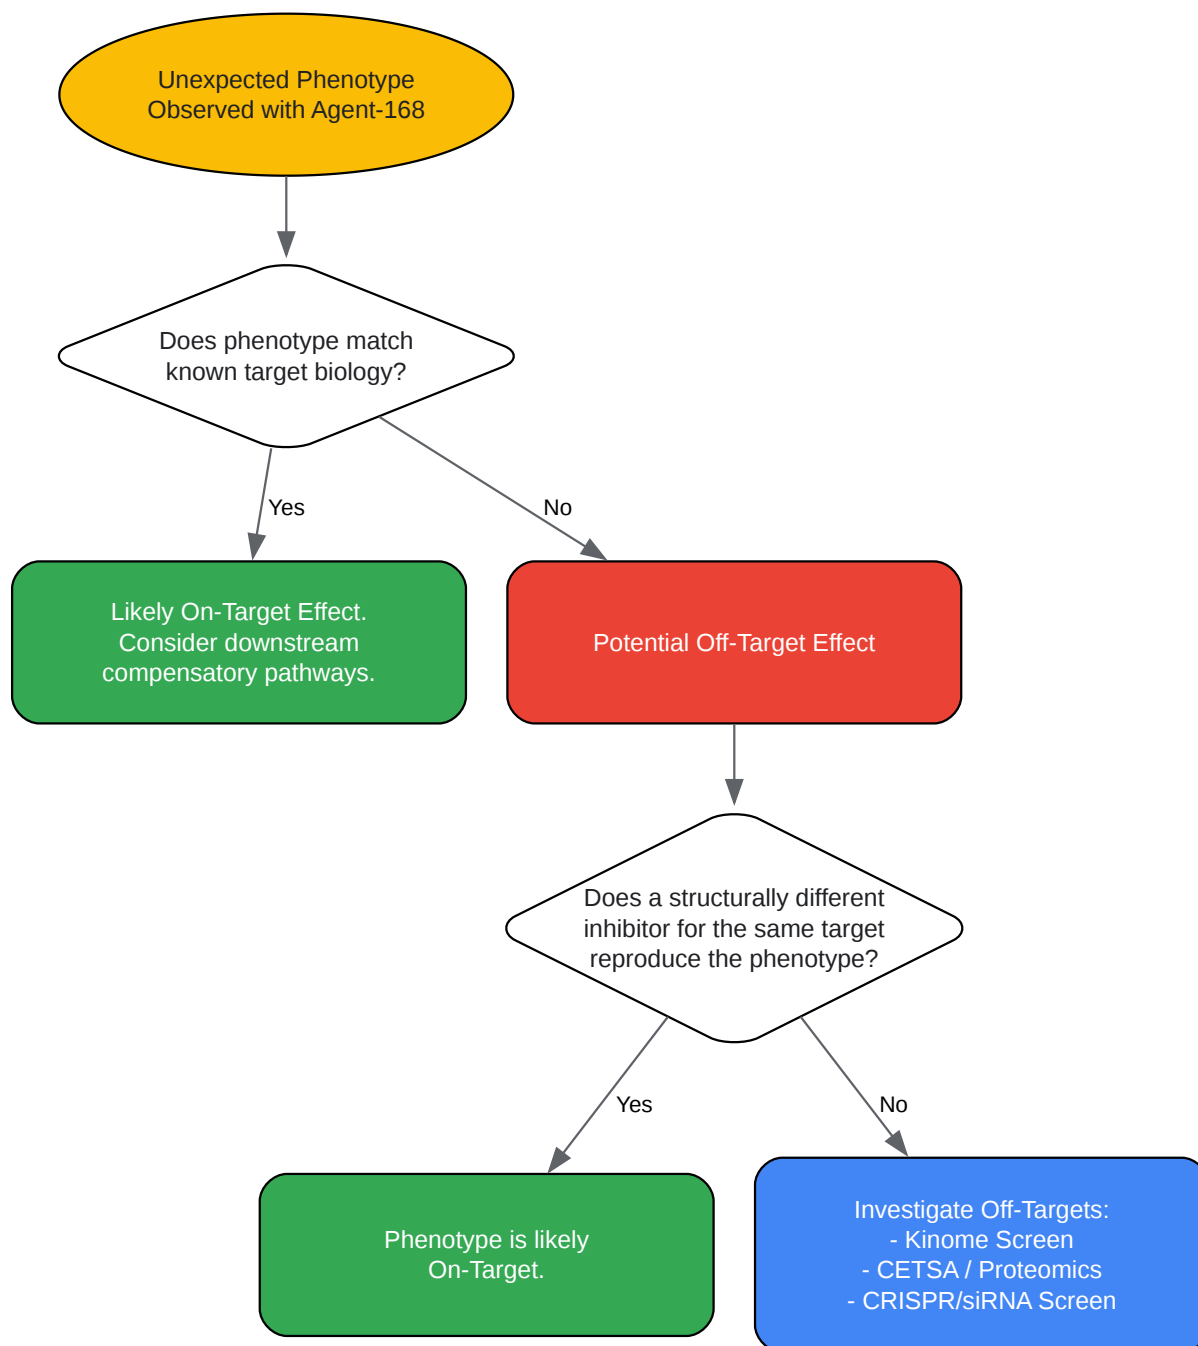 Unexpected Phenotype
Observed with Agent-168
Does phenotype match
known target biology?
Yes
No
Likely On-Target Effect.
Consider downstream
compensatory pathways.
Potential Off-Target Effect
Does a structurally different
inhibitor for the same target
reproduce the phenotype?
Yes
No
Phenotype is likely
On-Target.
Investigate Off-Targets:
- Kinome Screen
- CETSA / Proteomics
- CRISPR/siRNA Screen